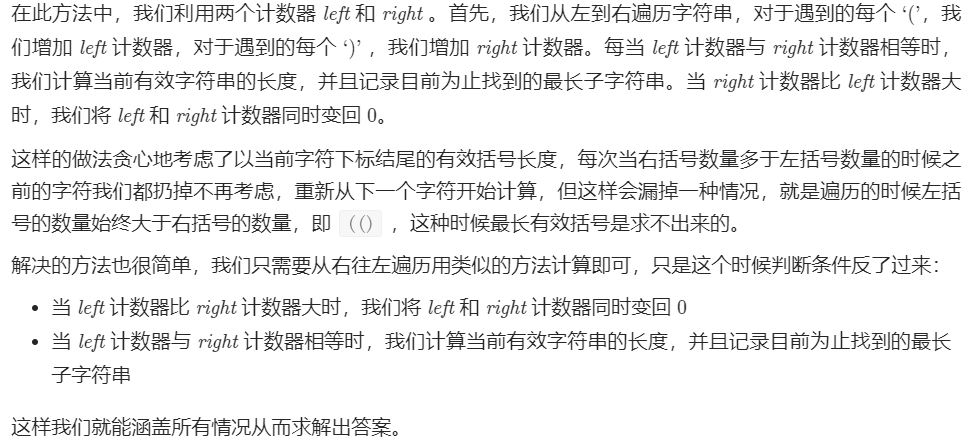 在此方法中，我们利用两个计数器 left 和 right 。首先，我们从左到右遍历字符串，对于遇到的每个 ‘(’，我
们增加 left 计数器，对于遇到的每个 ‘)’ ，我们增加 right 计数器。每当 left 计数器与 right 计数器相等时，
我们计算当前有效字符串的长度，并且记录目前为止找到的最长子字符串。当 right 计数器比 left 计数器大
时，我们将 left 和 right 计数器同时变回 0。
这样的做法贪心地考虑了以当前字符下标结尾的有效括号长度，每次当右括号数量多于左括号数量的时候之
前的字符我们都扔掉不再考虑，重新从下一个字符开始计算，但这样会漏掉一种情况，就是遍历的时候左括
号的数量始终大于右括号的数量，即 (() ，这种时候最长有效括号是求不出来的。
解决的方法也很简单，我们只需要从右往左遍历用类似的方法计算即可，只是这个时候判断条件反了过来：
• 当 left 计数器比 right 计数器大时，我们将 left 和 right 计数器同时变回 0
• 当 left 计数器与 right 计数器相等时，我们计算当前有效字符串的长度，并且记录目前为止找到的最长
子字符串
这样我们就能涵盖所有情况从而求解出答案。